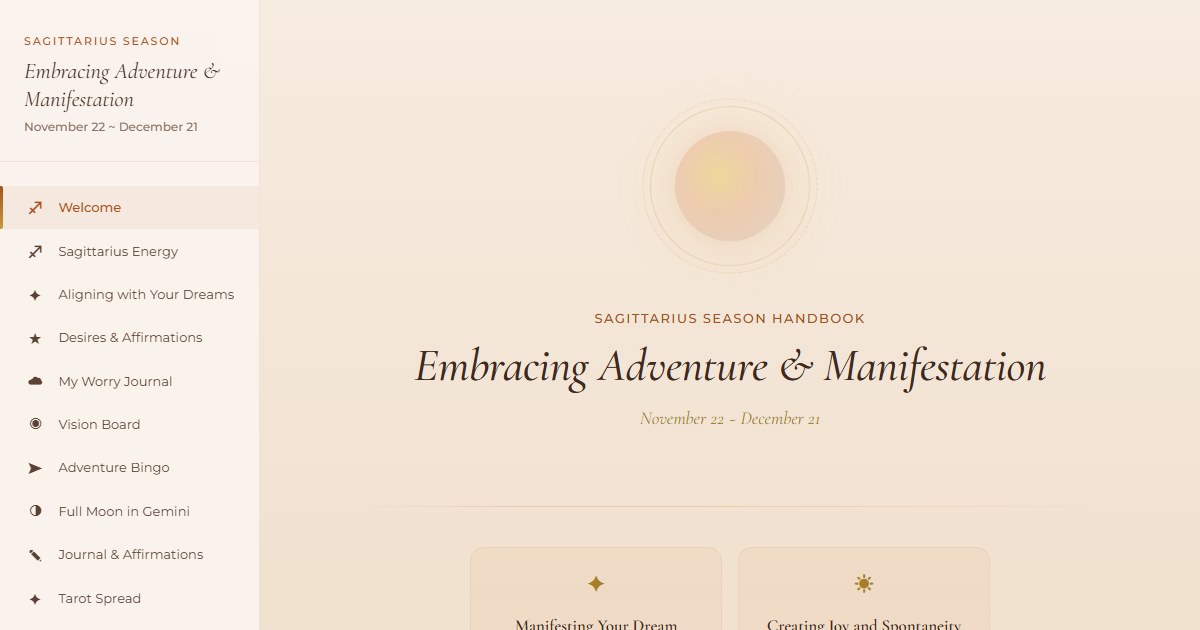 SAGITTARIUS SEASON
Embracing Adventure &
Manifestation
November 22 ~ December 21
Welcome
Sagittarius Energy
Aligning with Your Dreams
Desires & Affirmations
My Worry Journal
Vision Board
Adventure Bingo
Full Moon in Gemini
Journal & Affirmations
Tarot Spread
SAGITTARIUS SEASON HANDBOOK
Embracing Adventure & Manifestation
November 22 ~ December 21
Manifesting Your Dream
Creating Joy and Spontaneity